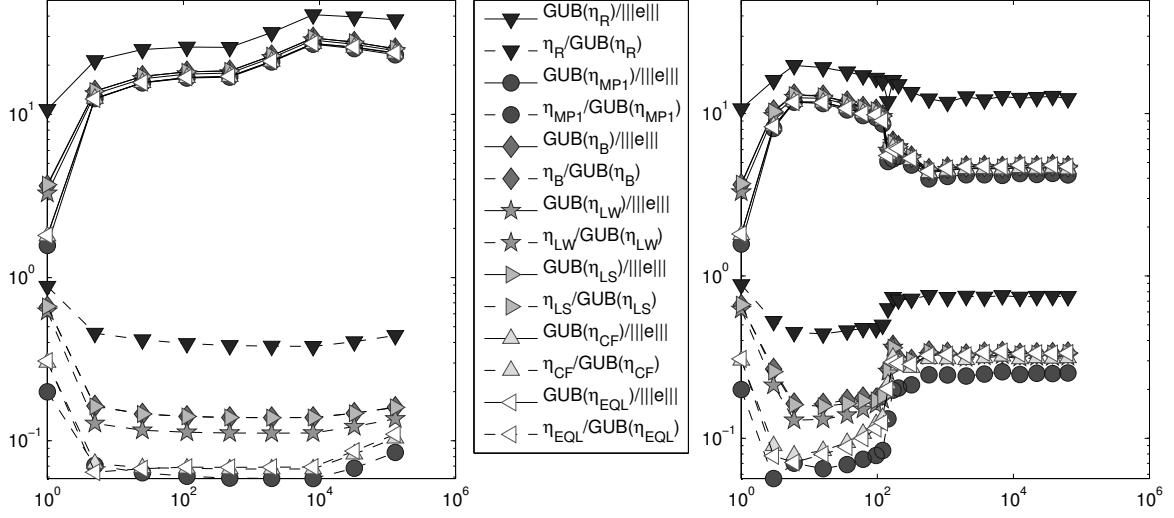 10^1
10^0
10^-1
10^0
10^2
10^4
10^6
GUB(η_R)/|||e|||
η_R/GUB(η_R)
GUB(η_MP1)/|||e|||
η_MP1/GUB(η_MP1)
GUB(η_B)/|||e|||
η_B/GUB(η_B)
GUB(η_LW)/|||e|||
η_LW/GUB(η_LW)
GUB(η_LS)/|||e|||
η_LS/GUB(η_LS)
GUB(η_CF)/|||e|||
η_CF/GUB(η_CF)
GUB(η_EQL)/|||e|||
η_EQL/GUB(η_EQL)
10^1
10^0
10^-1
10^0
10^2
10^4
10^6